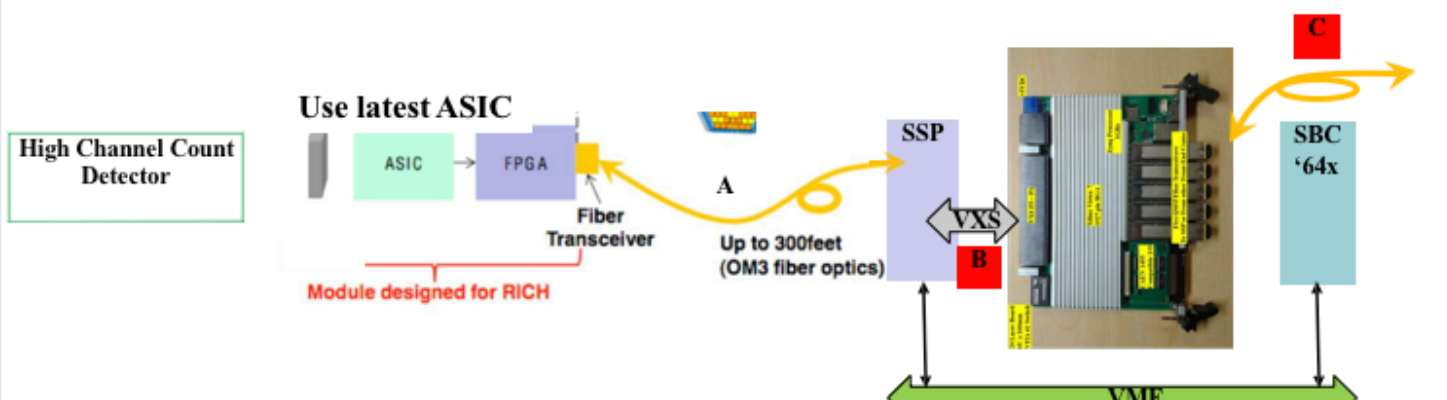 Use latest ASIC
High Channel Count
Detector
ASIC
FPGA
Fiber
Transceiver
Module designed for RICH
A
Up to 300feet
(OM3 fiber optics)
SSP
VXS
B
C
SBC
‘64x
VME